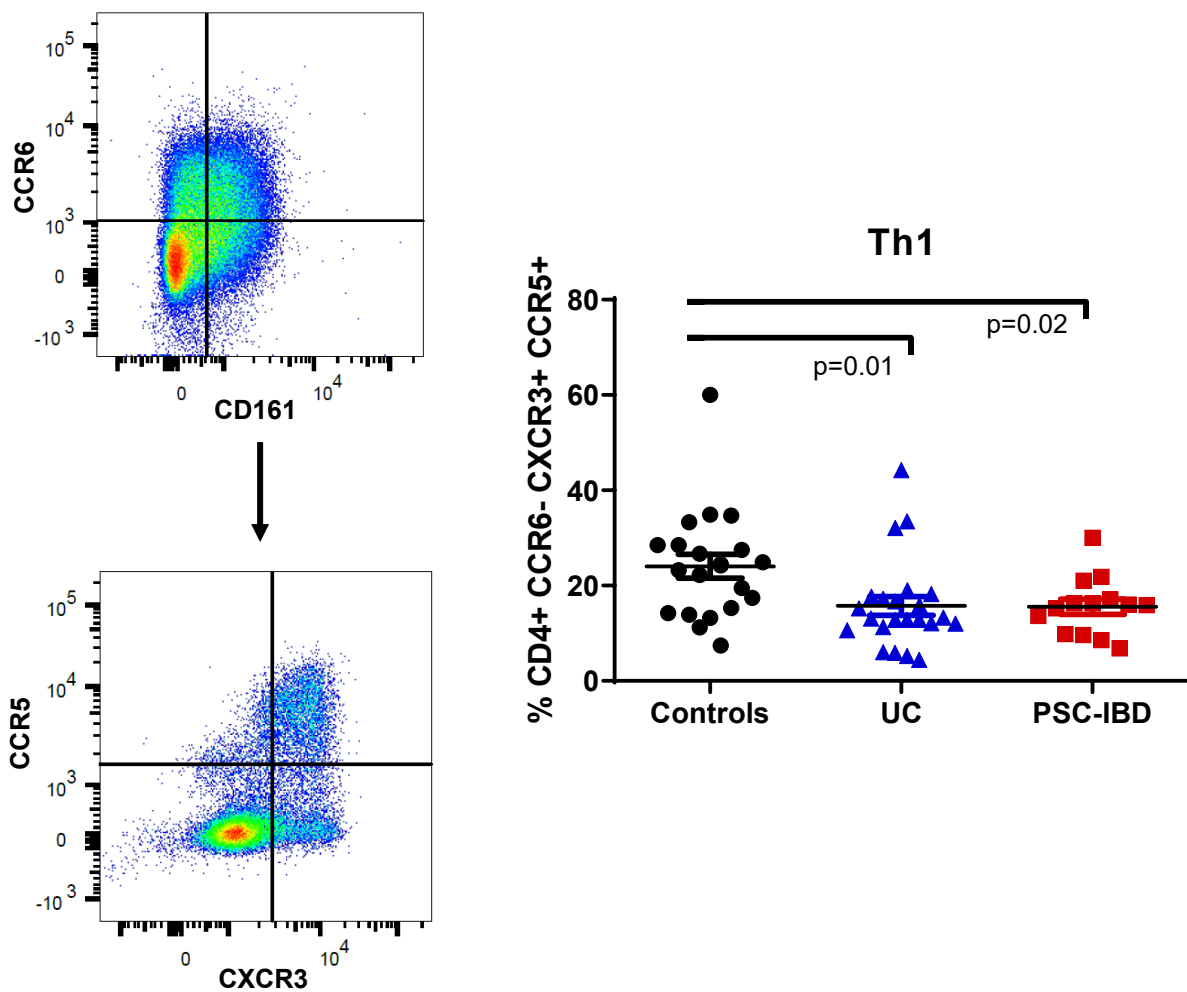 10^5
10^4
10^3
0
-10^3
CCR6
0
10^4
CD161
10^5
10^4
10^3
0
-10^3
CCR5
0
10^4
CXCR3
Th1
% CD4+ CCR6- CXCR3+ CCR5+
80
60
40
20
0
p=0.02
p=0.01
Controls
UC
PSC-IBD